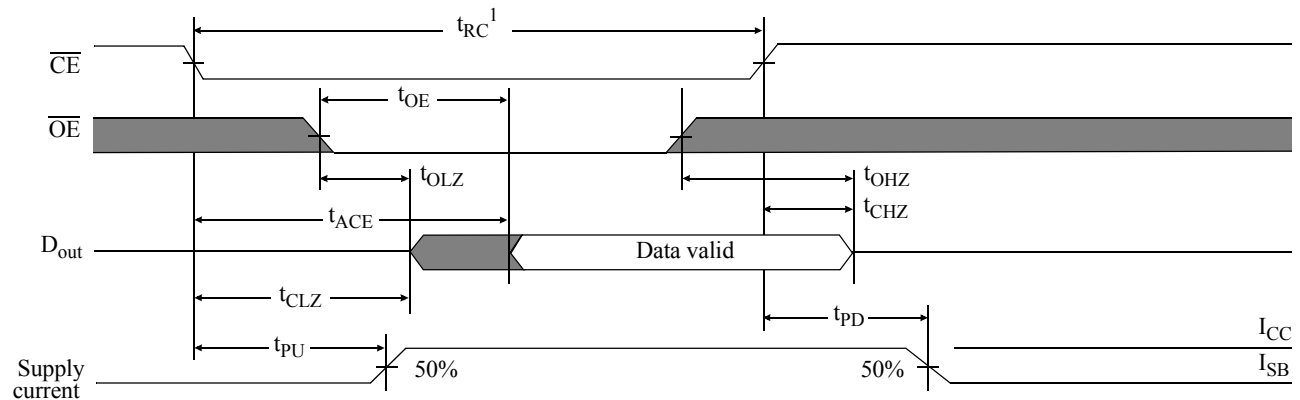 tRC1
CE
tOE
OE
tOLZ
tOHZ
tACE
tCHZ
Dout
Data valid
tCLZ
tPD
tPU
ICC
Supply current
50%
50%
ISB